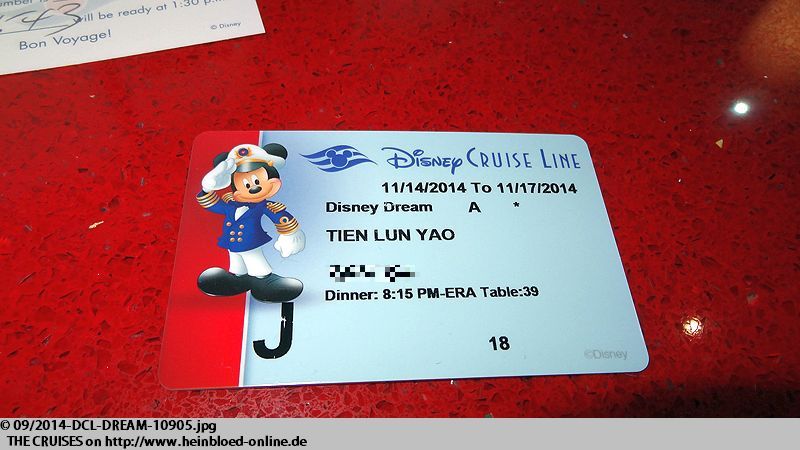 will be ready at 1:30 p.m.
Bon Voyage!
© Disney
Disney CRUISE LINE
11/14/2014 To 11/17/2014
Disney Dream A *
TIEN LUN YAO
Dinner: 8:15 PM-ERA Table:39
J
18
©Disney
© 09/2014-DCL-DREAM-10905.jpg
THE CRUISES on http://www.heinbloed-online.de